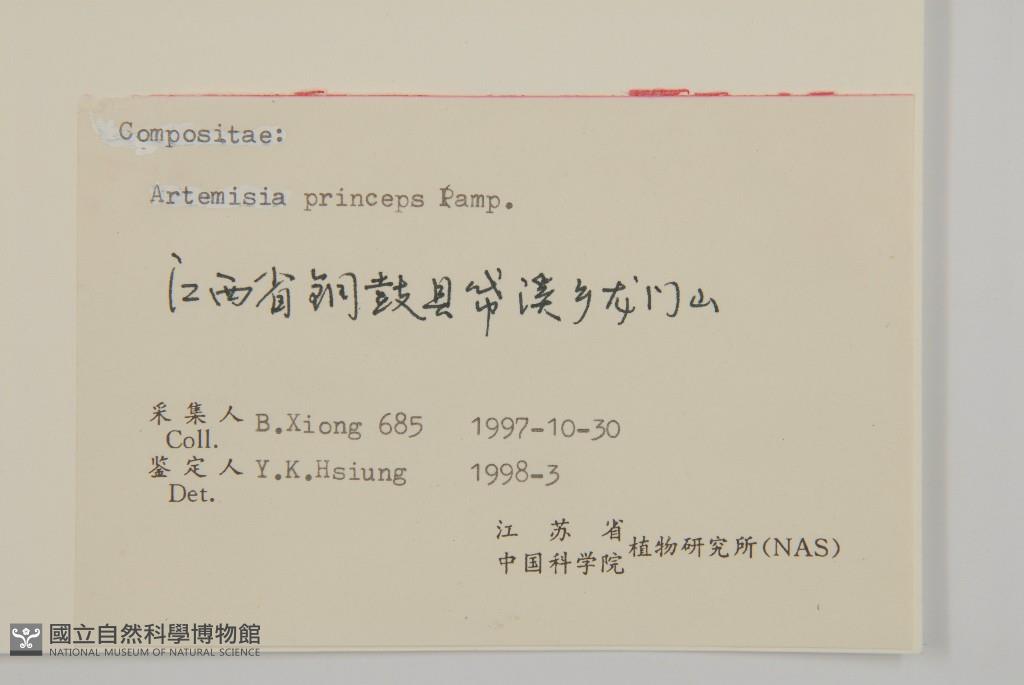 Compositae:
Artemisia princeps Pamp.
江西省铜鼓县带溪乡龙门山
采集人 B.Xiong 685 1997-10-30
Coll.
鉴定人 Y.K.Hsiung 1998-3
Det.
江苏省
中国科学院 植物研究所(NAS)
國立自然科學博物館
NATIONAL MUSEUM OF NATURAL SCIENCE